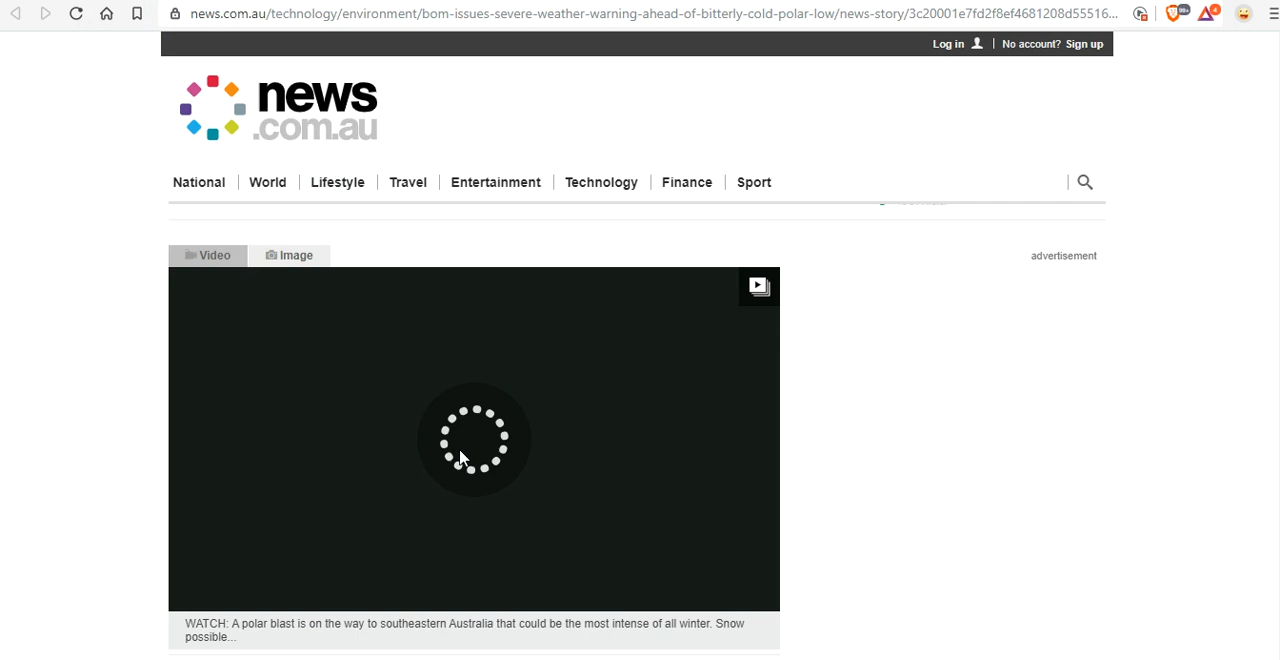 news.com.au/technology/environment/bom-issues-severe-weather-warning-ahead-of-bitterly-cold-polar-low/news-story/3c20001e7fd2f8ef4681208d55516...
99+
4
Log in | No account? Sign up
news
.com.au
National | World | Lifestyle | Travel | Entertainment | Technology | Finance | Sport
Video Image
advertisement
WATCH: A polar blast is on the way to southeastern Australia that could be the most intense of all winter. Snow
possible...